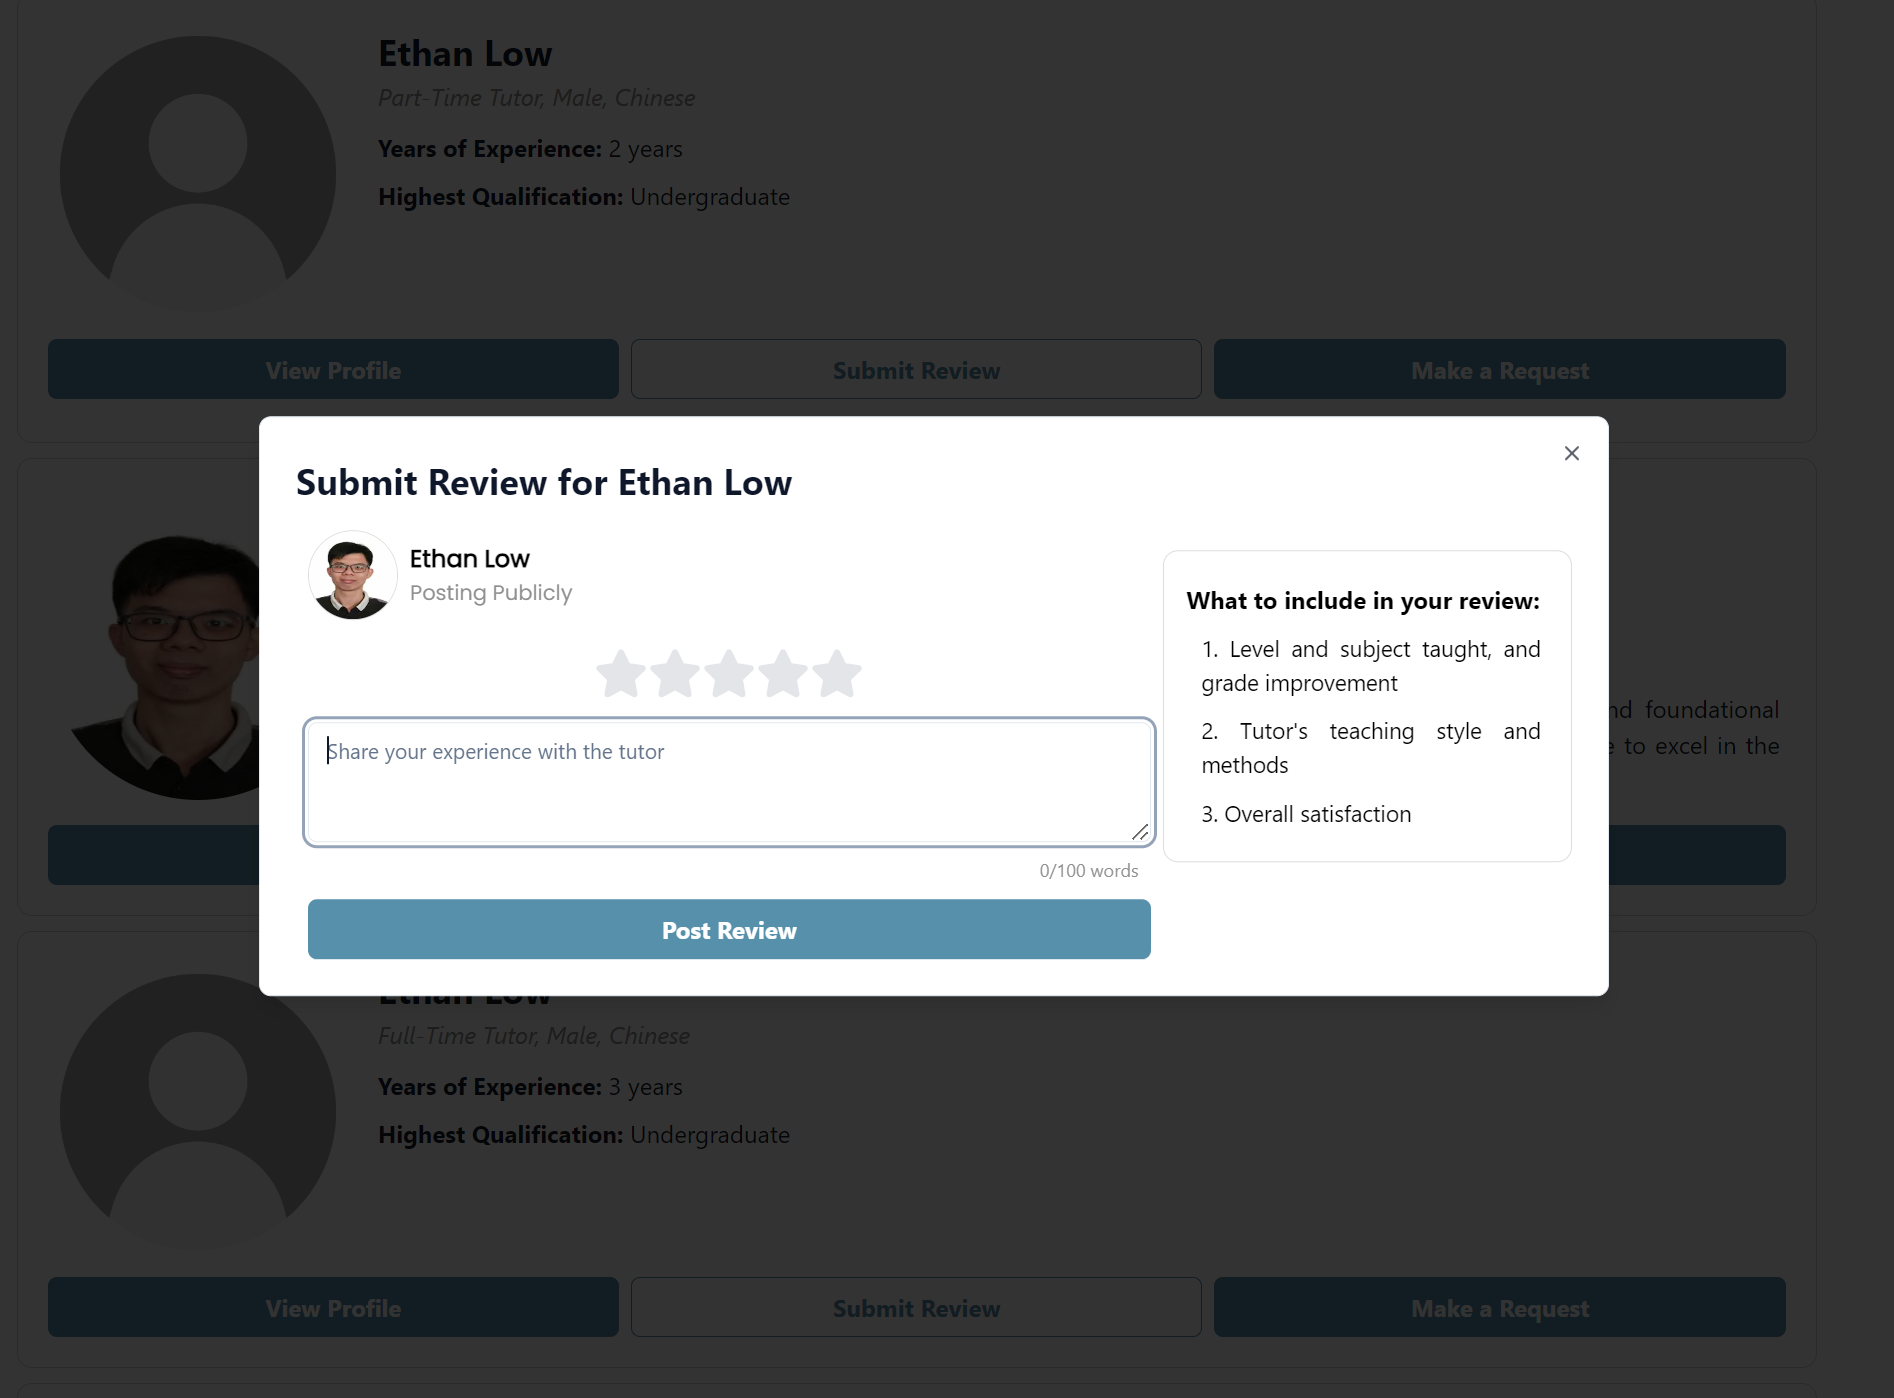 Ethan Low
Part-Time Tutor, Male, Chinese
Years of Experience: 2 years
Highest Qualification: Undergraduate
View Profile
Submit Review
Make a Request
Submit Review for Ethan Low
Ethan Low
Posting Publicly
Share your experience with the tutor
0/100 words
Post Review
What to include in your review:
1. Level and subject taught, and
grade improvement
2. Tutor's teaching style and
methods
3. Overall satisfaction
foundational
to excel in the
Ethan Low
Full-Time Tutor, Male, Chinese
Years of Experience: 3 years
Highest Qualification: Undergraduate
View Profile
Submit Review
Make a Request